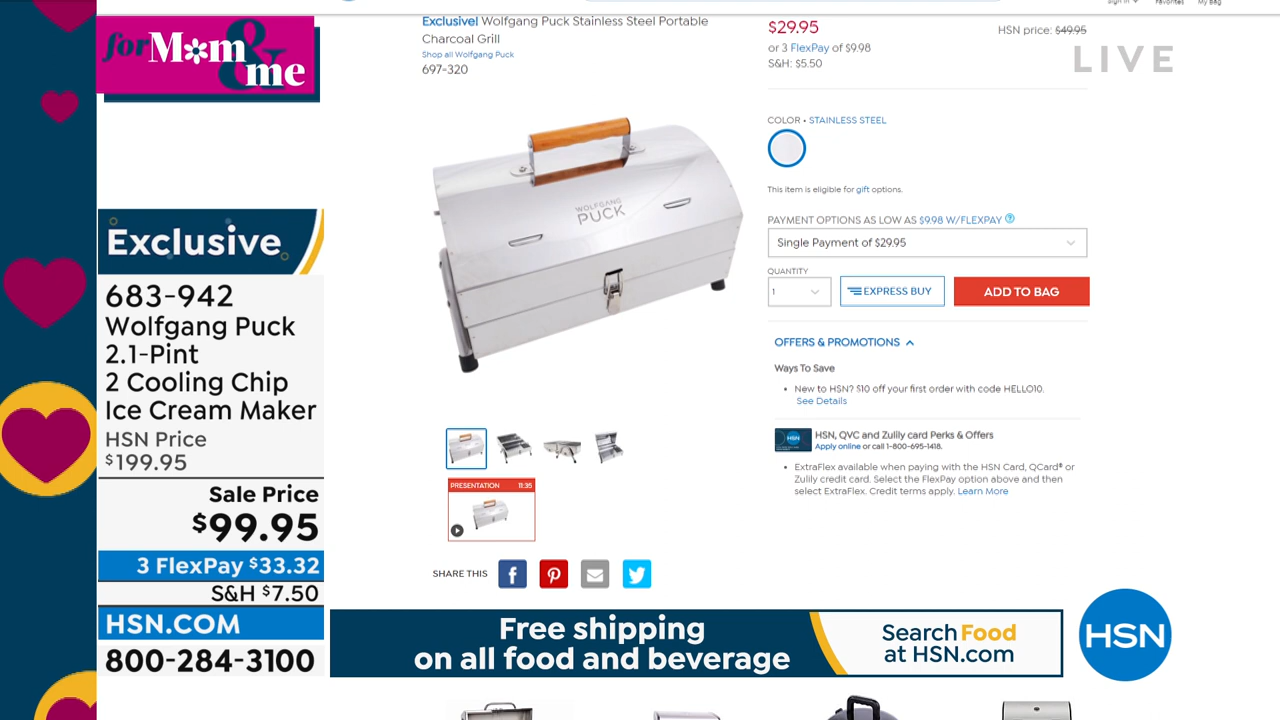 for Mom
& me
Exclusive
683-942
Wolfgang Puck
2.1-Pint
2 Cooling Chip
Ice Cream Maker
HSN Price
$199.95
Sale Price
$99.95
3 FlexPay $33.32
S&H $7.50
HSN.COM
800-284-3100
Exclusive! Wolfgang Puck Stainless Steel Portable
Charcoal Grill
Shop all Wolfgang Puck
697-320
WOLFGANG
PUCK
PRESENTATION 11:35
SHARE THIS
Sign In
Favorites
My Bag
$29.95
HSN price: $49.95
or 3 FlexPay of $9.98
S&H: $5.50
LIVE
COLOR • STAINLESS STEEL
This item is eligible for gift options.
PAYMENT OPTIONS AS LOW AS $9.98 W/FLEXPAY ?
Single Payment of $29.95
QUANTITY
1
EXPRESS BUY
ADD TO BAG
OFFERS & PROMOTIONS
Ways To Save
• New to HSN? $10 off your first order with code HELLO10.
See Details
HSN
HSN, QVC and Zulily card Perks & Offers
Apply online or call 1-800-695-1418.
• ExtraFlex available when paying with the HSN Card, QCard® or
Zulily credit card. Select the FlexPay option above and then
select ExtraFlex. Credit terms apply. Learn More
Free shipping
on all food and beverage
Search Food
at HSN.com
HSN